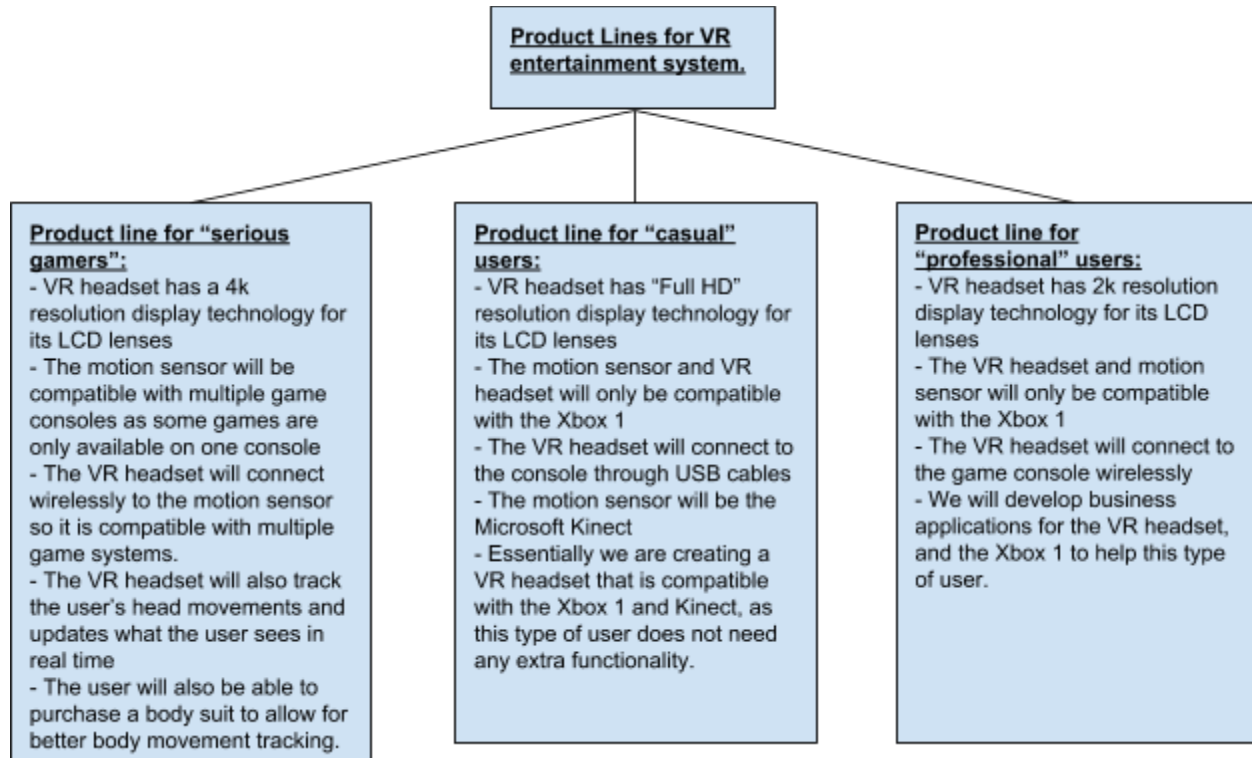 Product Lines for VR
entertainment system.
Product line for “serious
gamers”:
- VR headset has a 4k
resolution display technology for
its LCD lenses
- The motion sensor will be
compatible with multiple game
consoles as some games are
only available on one console
- The VR headset will connect
wirelessly to the motion sensor
so it is compatible with multiple
game systems.
- The VR headset will also track
the user’s head movements and
updates what the user sees in
real time
- The user will also be able to
purchase a body suit to allow for
better body movement tracking.
Product line for “casual”
users:
- VR headset has “Full HD”
resolution display technology for
its LCD lenses
- The motion sensor and VR
headset will only be compatible
with the Xbox 1
- The VR headset will connect to
the console through USB cables
- The motion sensor will be the
Microsoft Kinect
- Essentially we are creating a
VR headset that is compatible
with the Xbox 1 and Kinect, as
this type of user does not need
any extra functionality.
Product line for
“professional” users:
- VR headset has 2k resolution
display technology for its LCD
lenses
- The VR headset and motion
sensor will only be compatible
with the Xbox 1
- The VR headset will connect to
the game console wirelessly
- We will develop business
applications for the VR headset,
and the Xbox 1 to help this type
of user.